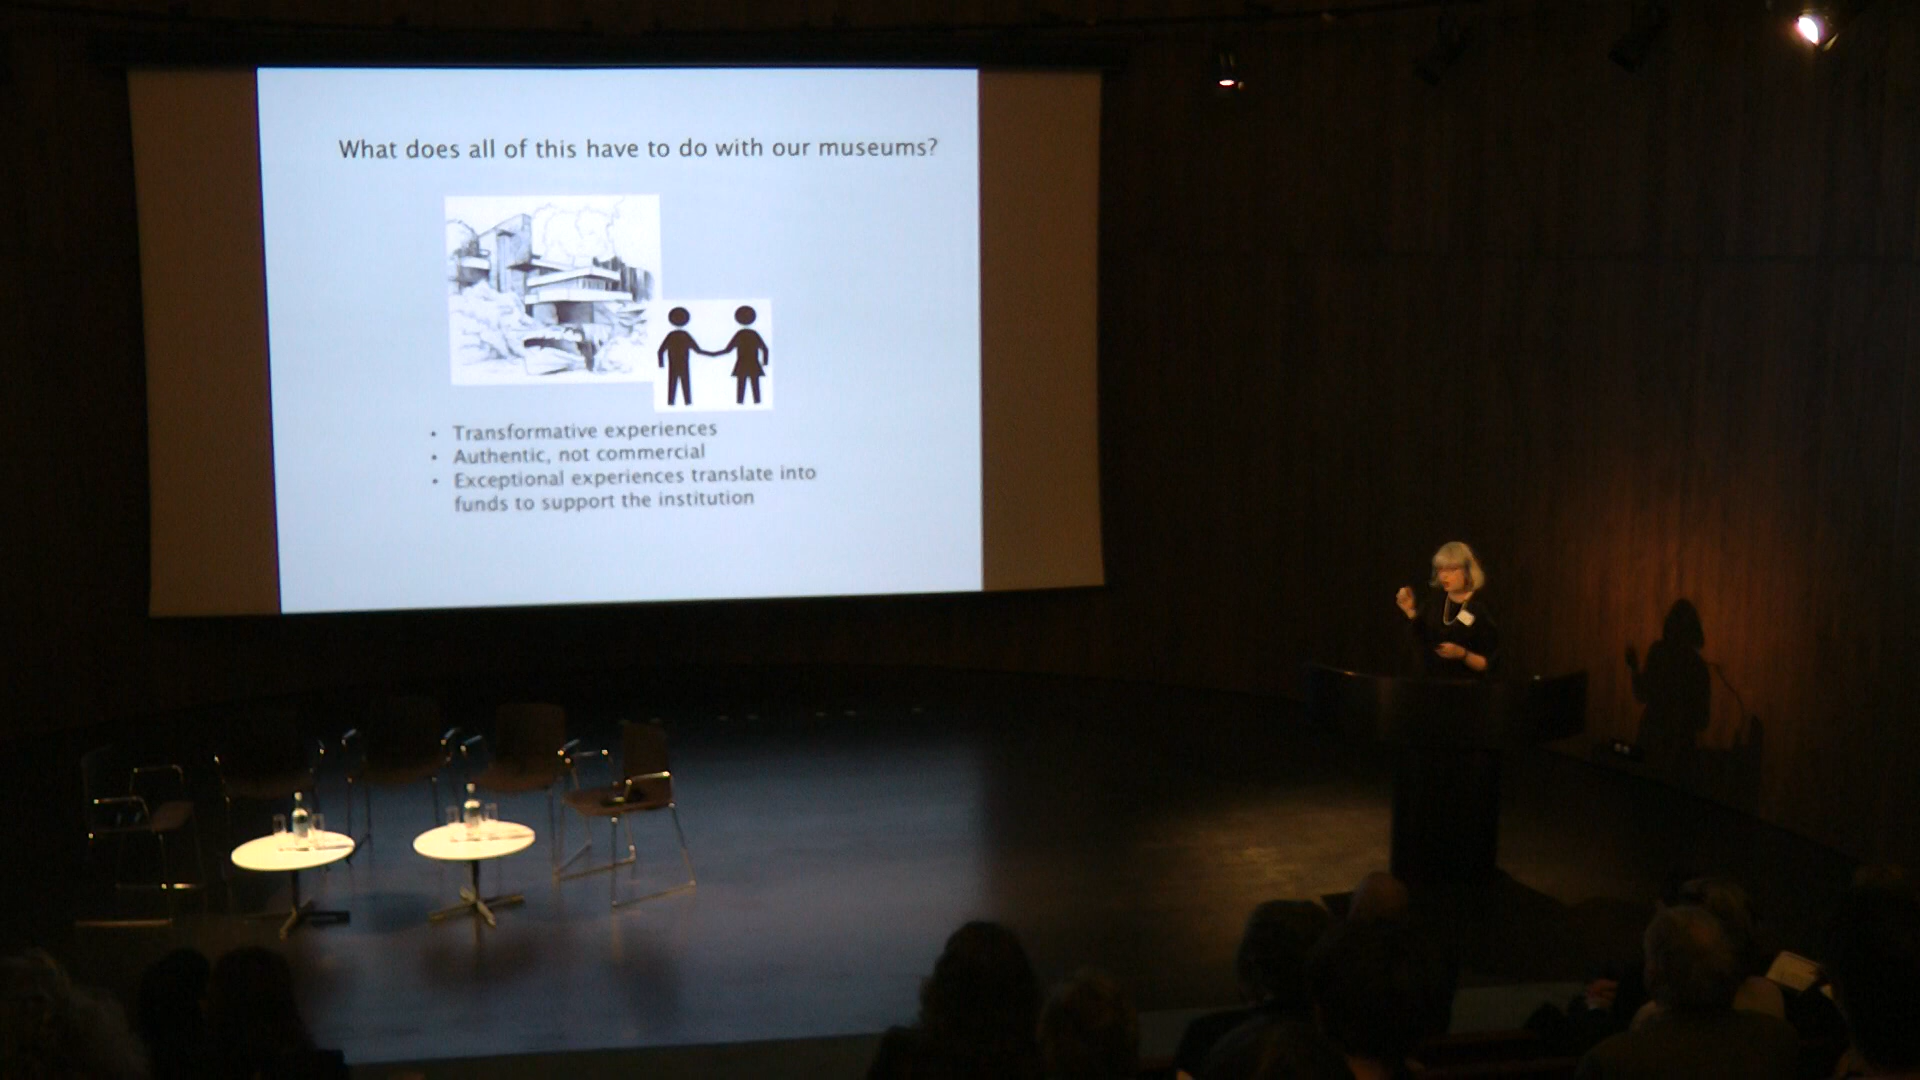 What does all of this have to do with our museums?
• Transformative experiences
• Authentic, not commercial
• Exceptional experiences translate into
funds to support the institution